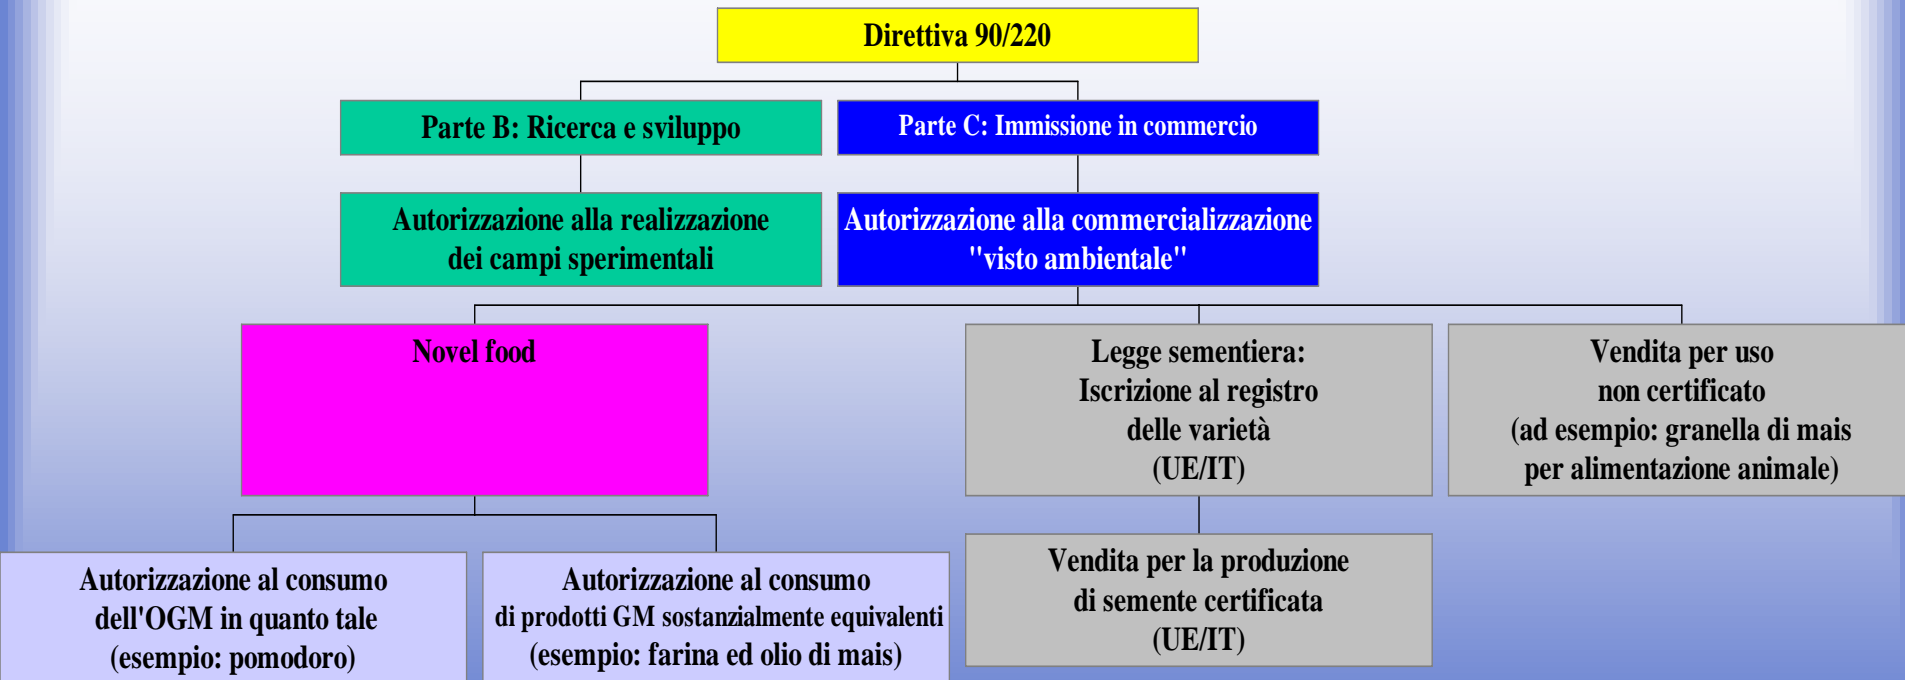 Direttiva 90/220
Parte B: Ricerca e sviluppo
Parte C: Immissione in commercio
Autorizzazione alla realizzazione
dei campi sperimentali
Autorizzazione alla commercializzazione
"visto ambientale"
Novel food
Legge sementiera:
Iscrizione al registro
delle varietà
(UE/IT)
Vendita per uso
non certificato
(ad esempio: granella di mais
per alimentazione animale)
Autorizzazione al consumo
dell'OGM in quanto tale
(esempio: pomodoro)
Autorizzazione al consumo
di prodotti GM sostanzialmente equivalenti
(esempio: farina ed olio di mais)
Vendita per la produzione
di semente certificata
(UE/IT)